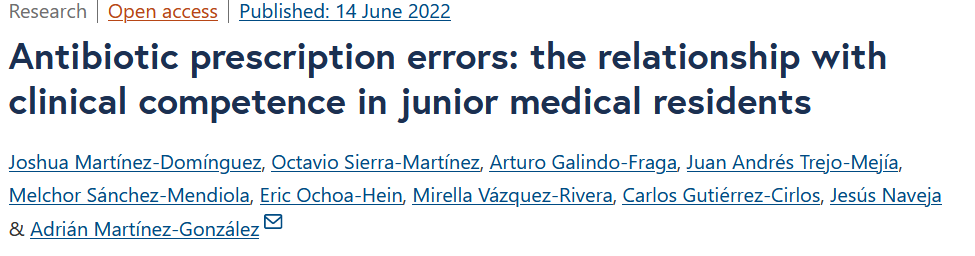 Research | Open access | Published: 14 June 2022
Antibiotic prescription errors: the relationship with
clinical competence in junior medical residents
Joshua Martínez-Domínguez, Octavio Sierra-Martínez, Arturo Galindo-Fraga, Juan Andrés Trejo-Mejía,
Melchor Sánchez-Mendiola, Eric Ochoa-Hein, Mirella Vázquez-Rivera, Carlos Gutiérrez-Cirlos, Jesús Naveja
& Adrián Martínez-González